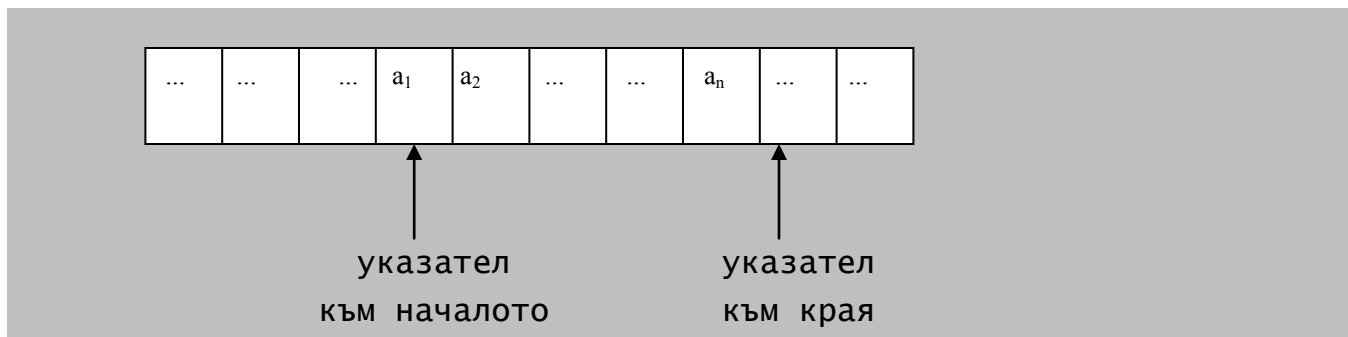 ... ... ... a₁ a₂ ... ... aₙ ... ...
указател указател
към началото към края